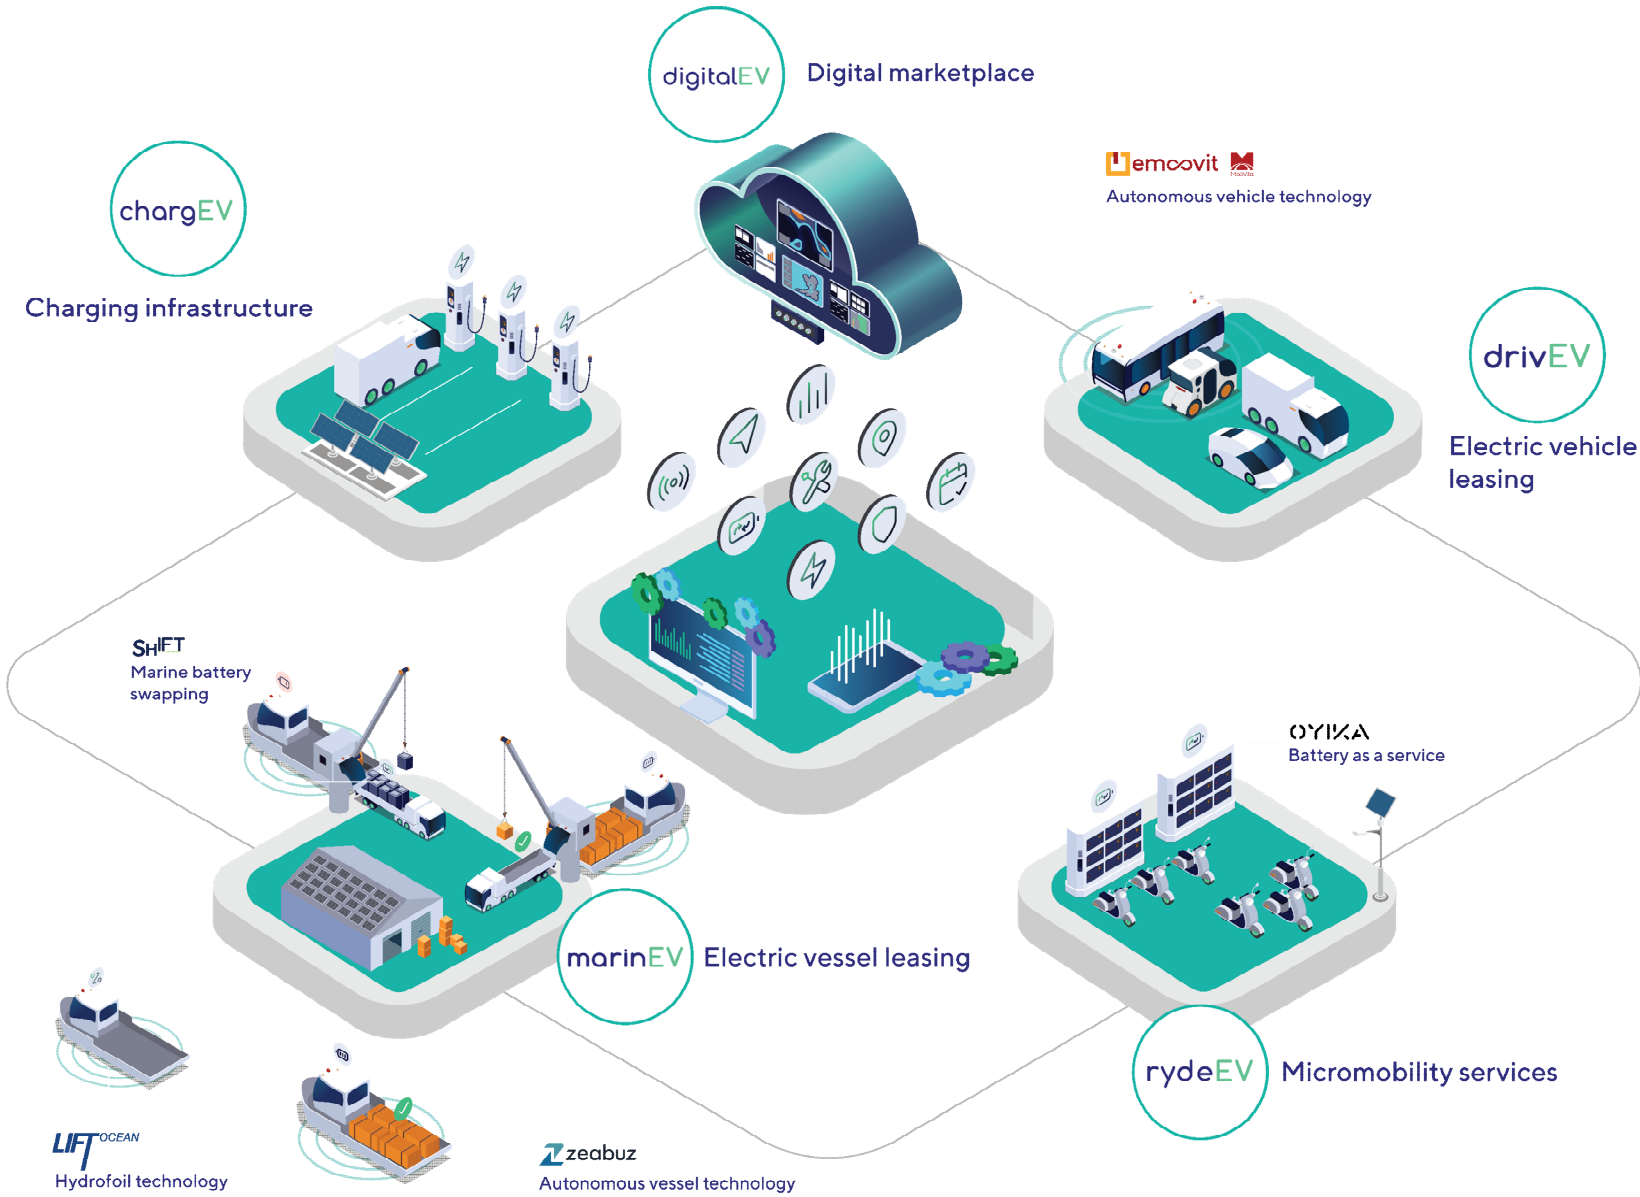 digitalEV
Digital marketplace
emoovit
Autonomous vehicle technology
chargEV
Charging infrastructure
drivEV
Electric vehicle
leasing
SHIFT
Marine battery
swapping
OYIKA
Battery as a service
marinEV
Electric vessel leasing
rydeEV
Micromobility services
LIFT OCEAN
Hydrofoil technology
zeabuz
Autonomous vessel technology